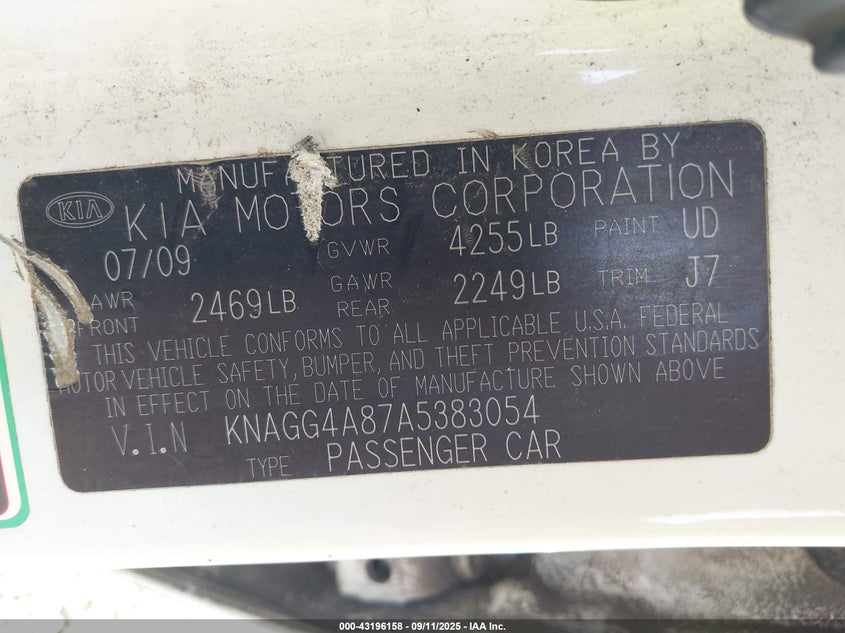 MANUFACTURED IN KOREA BY
KIA KIA MOTORS CORPORATION
07/09 GVWR 4255LB PAINT UD
GAWR FRONT 2469LB GAWR REAR 2249LB TRIM J7
THIS VEHICLE CONFORMS TO ALL APPLICABLE U.S.A. FEDERAL
MOTOR VEHICLE SAFETY, BUMPER, AND THEFT PREVENTION STANDARDS
IN EFFECT ON THE DATE OF MANUFACTURE SHOWN ABOVE
V.I.N KNAGG4A87A5383054
TYPE PASSENGER CAR
000-43196158 - 09/11/2025 - IAA Inc.